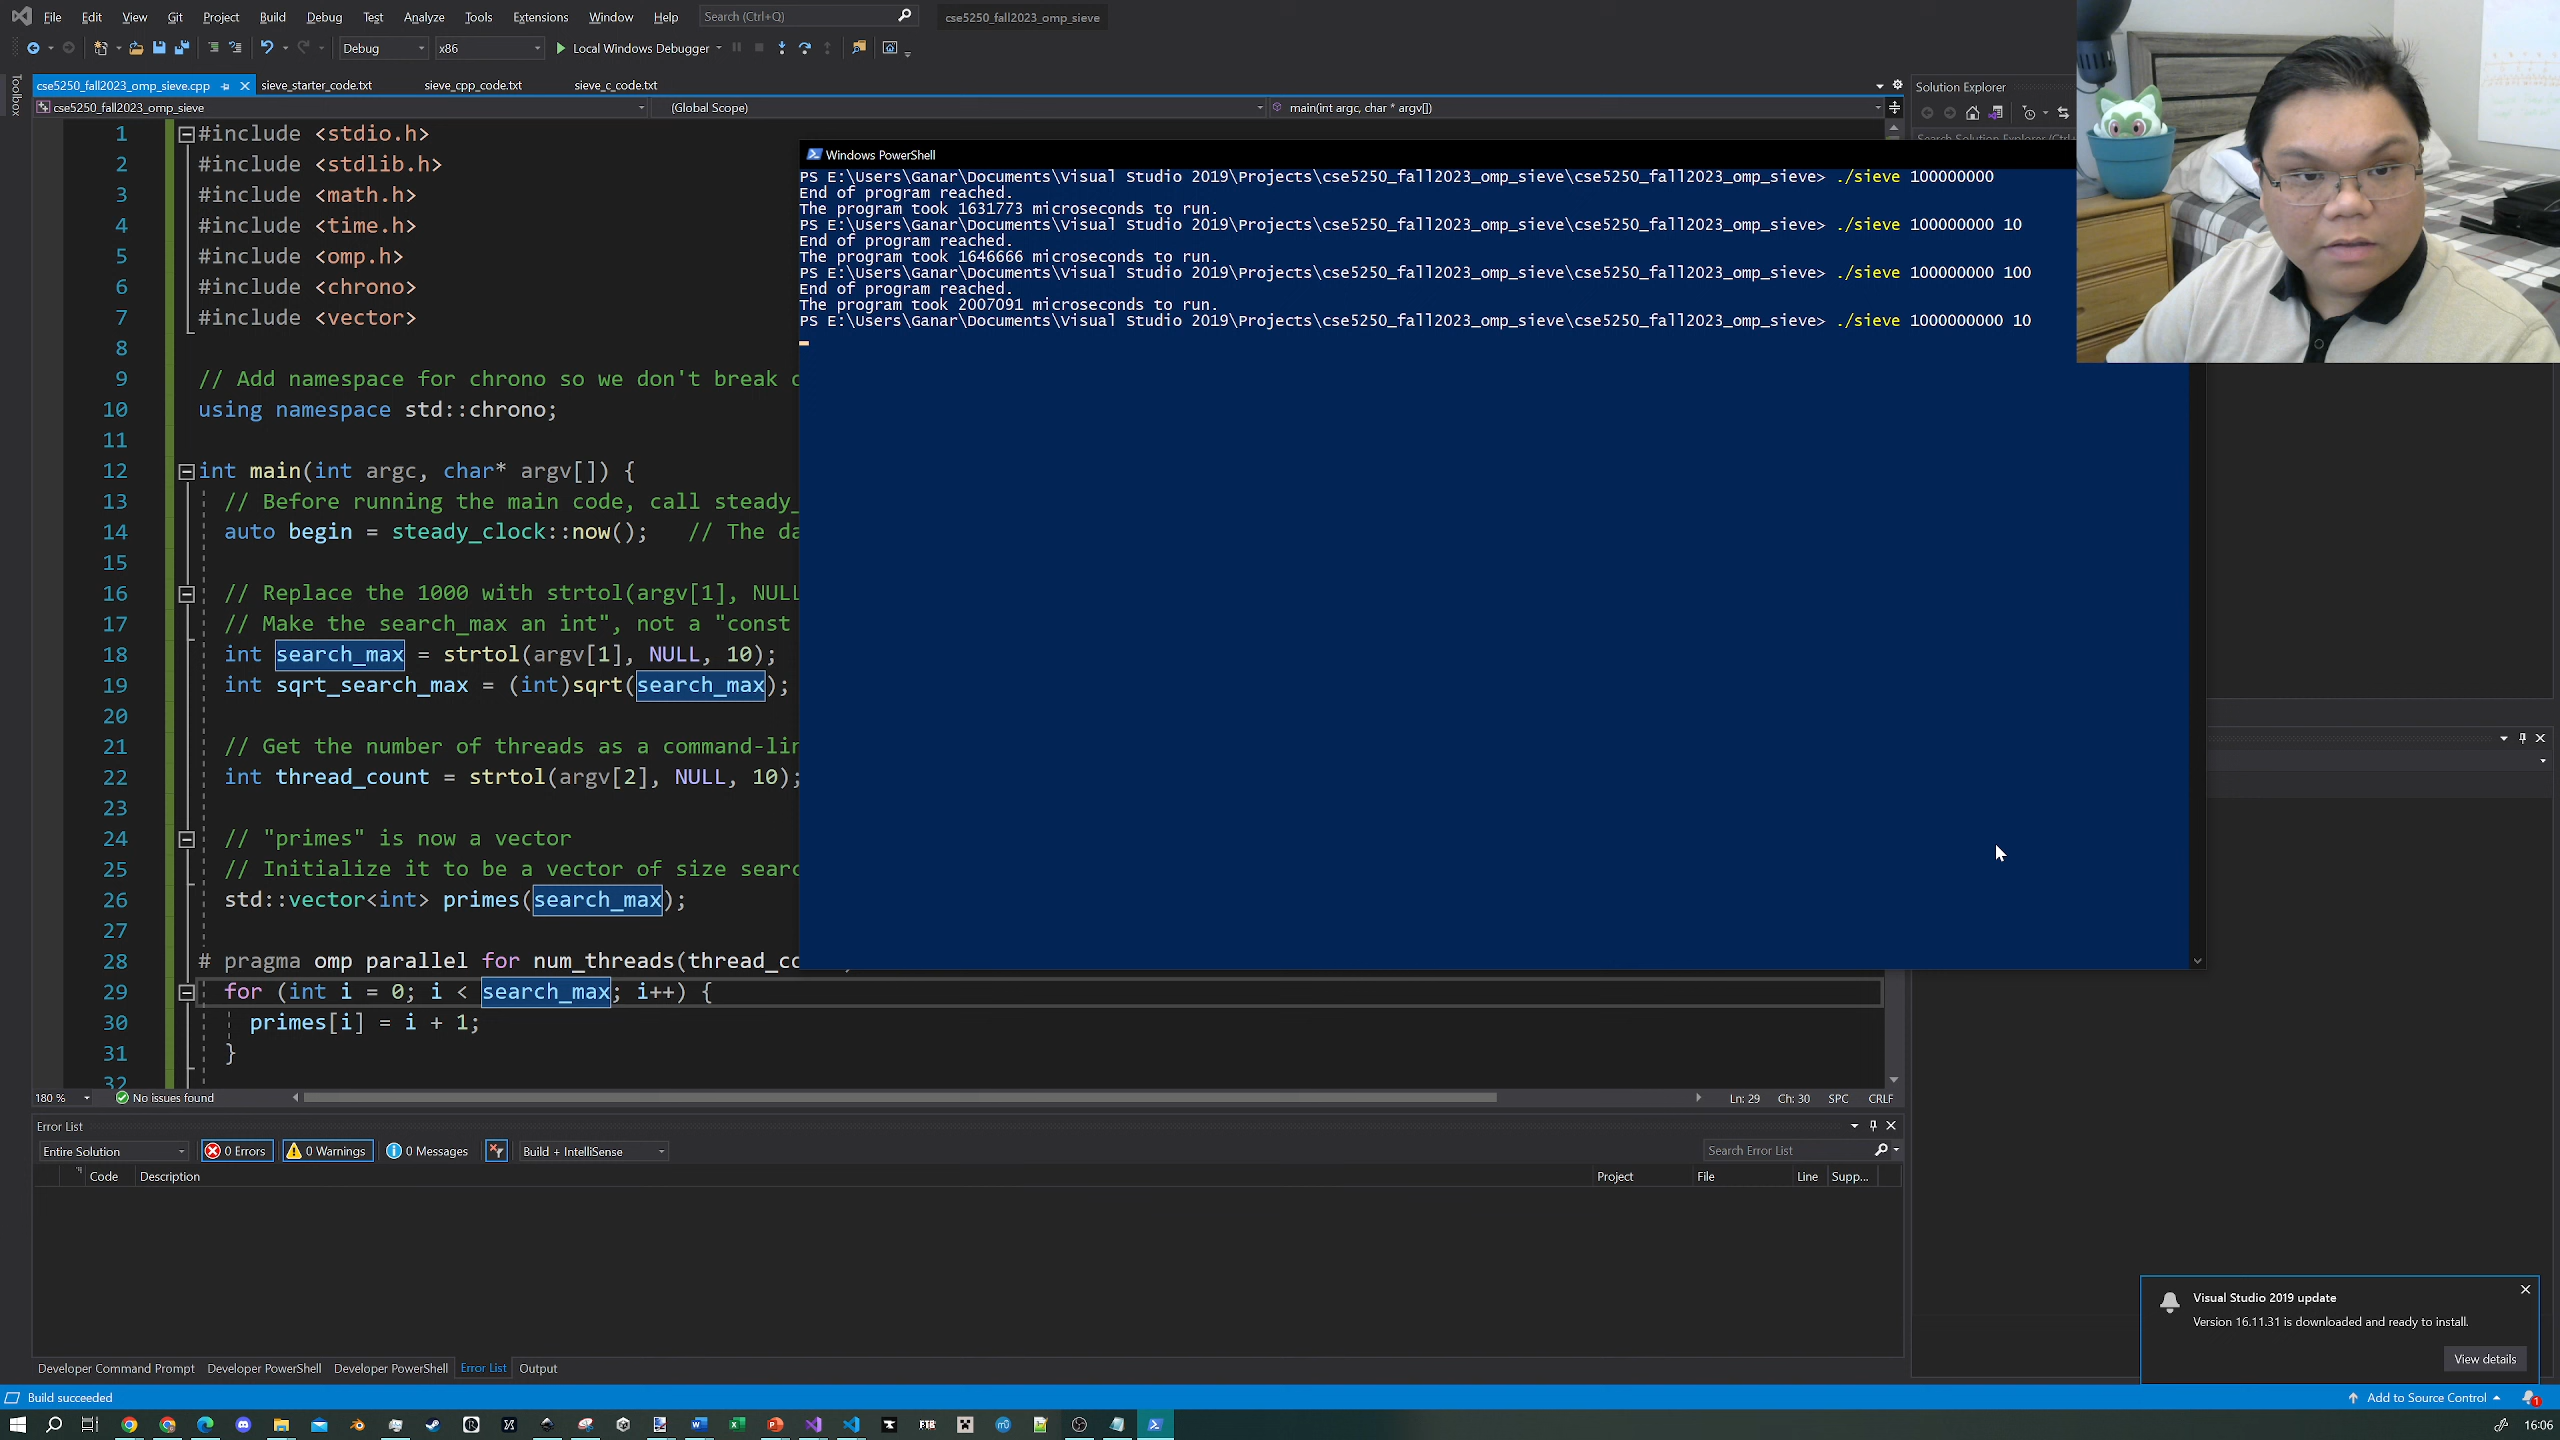 File Edit View Git Project Build Debug Test Analyze Tools Extensions Window Help Search (Ctrl+Q) cse5250_fall2023_omp_sieve
Debug x86 Local Windows Debugger
Toolbox
cse5250_fall2023_omp_sieve.cpp sieve_starter_code.txt sieve_cpp_code.txt sieve_c_code.txt
cse5250_fall2023_omp_sieve (Global Scope) main(int argc, char * argv[])
1 #include <stdio.h>
2 #include <stdlib.h>
3 #include <math.h>
4 #include <time.h>
5 #include <omp.h>
6 #include <chrono>
7 #include <vector>
8
9 // Add namespace for chrono so we don't break
10 using namespace std::chrono;
11
12 int main(int argc, char* argv[]) {
13 // Before running the main code, call steady_
14 auto begin = steady_clock::now(); // The da
15
16 // Replace the 1000 with strtol(argv[1], NULL
17 // Make the search_max an int", not a "const
18 int search_max = strtol(argv[1], NULL, 10);
19 int sqrt_search_max = (int)sqrt(search_max);
20
21 // Get the number of threads as a command-lin
22 int thread_count = strtol(argv[2], NULL, 10);
23
24 // "primes" is now a vector
25 // Initialize it to be a vector of size searc
26 std::vector<int> primes(search_max);
27
28 # pragma omp parallel for num_threads(thread_co
29 for (int i = 0; i < search_max; i++) {
30 primes[i] = i + 1;
31 }
32
Windows PowerShell
PS E:\Users\Ganar\Documents\Visual Studio 2019\Projects\cse5250_fall2023_omp_sieve\cse5250_fall2023_omp_sieve> ./sieve 100000000
End of program reached.
The program took 1631773 microseconds to run.
PS E:\Users\Ganar\Documents\Visual Studio 2019\Projects\cse5250_fall2023_omp_sieve\cse5250_fall2023_omp_sieve> ./sieve 100000000 10
End of program reached.
The program took 1646666 microseconds to run.
PS E:\Users\Ganar\Documents\Visual Studio 2019\Projects\cse5250_fall2023_omp_sieve\cse5250_fall2023_omp_sieve> ./sieve 100000000 100
End of program reached.
The program took 2007091 microseconds to run.
PS E:\Users\Ganar\Documents\Visual Studio 2019\Projects\cse5250_fall2023_omp_sieve\cse5250_fall2023_omp_sieve> ./sieve 1000000000 10
Solution Explorer
180 % No issues found Ln: 29 Ch: 30 SPC CRLF
Error List
Entire Solution 0 Errors 0 Warnings 0 Messages Build + IntelliSense Search Error List
Code Description Project File Line Supp...
Visual Studio 2019 update
Version 16.11.31 is downloaded and ready to install.
View details
Developer Command Prompt Developer PowerShell Developer PowerShell Error List Output
Build succeeded Add to Source Control 1
16:06